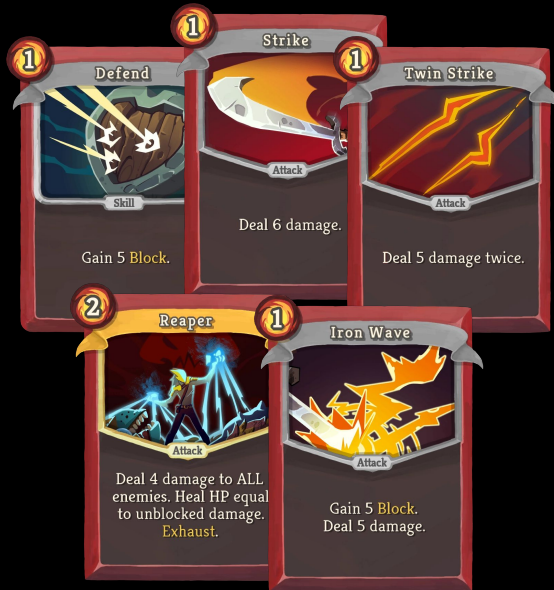 1
Defend
Skill
Gain 5 Block.
1
Strike
Attack
Deal 6 damage.
1
Twin Strike
Attack
Deal 5 damage twice.
2
Reaper
Attack
Deal 4 damage to ALL
enemies. Heal HP equal
to unblocked damage.
Exhaust.
1
Iron Wave
Attack
Gain 5 Block.
Deal 5 damage.